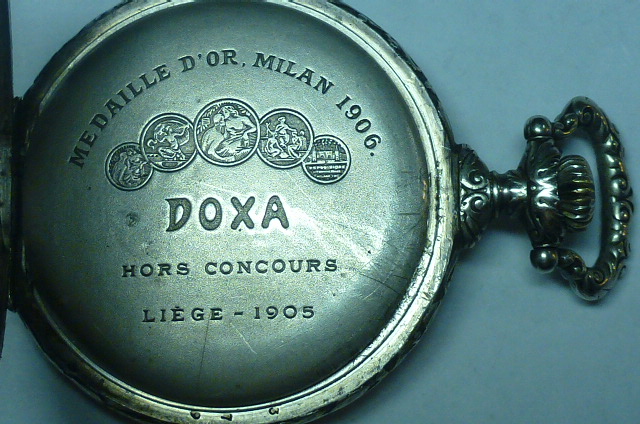 MEDAILLE D'OR, MILAN 1906.
DOXA
HORS CONCOURS
LIÈGE - 1905